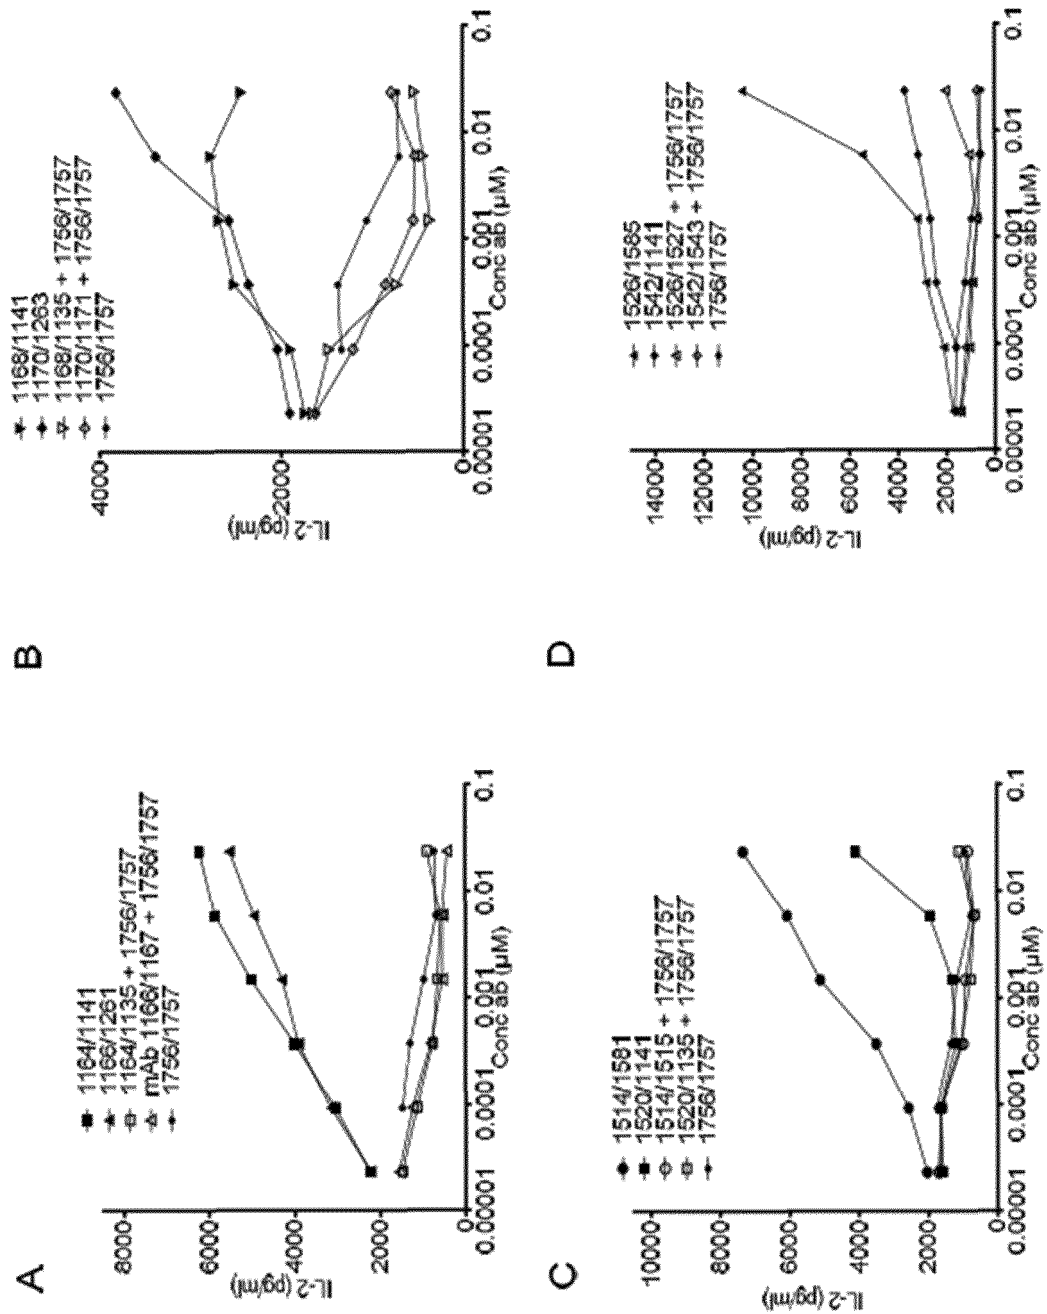 A
1164/1141
1166/1261
1164/1135 + 1756/1757
mAb 1166/1167 + 1756/1757
1756/1757
IL-2 (pg/ml)
8000
6000
4000
2000
0
0.00001
0.0001
0.001
0.01
0.1
Conc ab (µM)
B
1168/1141
1170/1263
1168/1135 + 1756/1757
1170/1171 + 1756/1757
1756/1757
IL-2 (pg/ml)
4000
2000
0
0.00001
0.0001
0.001
0.01
0.1
Conc ab (µM)
C
1514/1581
1520/1141
1514/1515 + 1756/1757
1520/1135 + 1756/1757
1756/1757
IL-2 (pg/ml)
10000
8000
6000
4000
2000
0
0.00001
0.0001
0.001
0.01
0.1
Conc ab (µM)
D
1526/1585
1542/1141
1526/1527 + 1756/1757
1542/1543 + 1756/1757
1756/1757
IL-2 (pg/ml)
14000
12000
10000
8000
6000
4000
2000
0
0.00001
0.0001
0.001
0.01
0.1
Conc ab (µM)